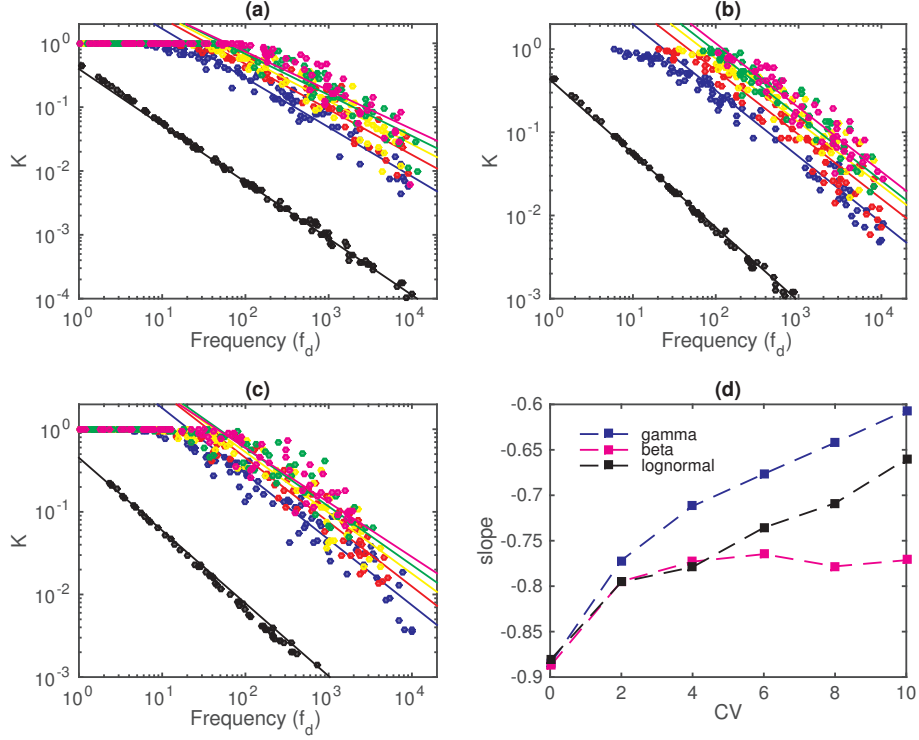 (a)
K
10^0
10^-1
10^-2
10^-3
10^-4
10^0 10^1 10^2 10^3 10^4
Frequency (f_d)
(b)
K
10^0
10^-1
10^-2
10^-3
10^0 10^1 10^2 10^3 10^4
Frequency (f_d)
(c)
K
10^0
10^-1
10^-2
10^-3
10^0 10^1 10^2 10^3 10^4
Frequency (f_d)
(d)
slope
-0.6
-0.65
-0.7
-0.75
-0.8
-0.85
-0.9
gamma
beta
lognormal
0 2 4 6 8 10
CV